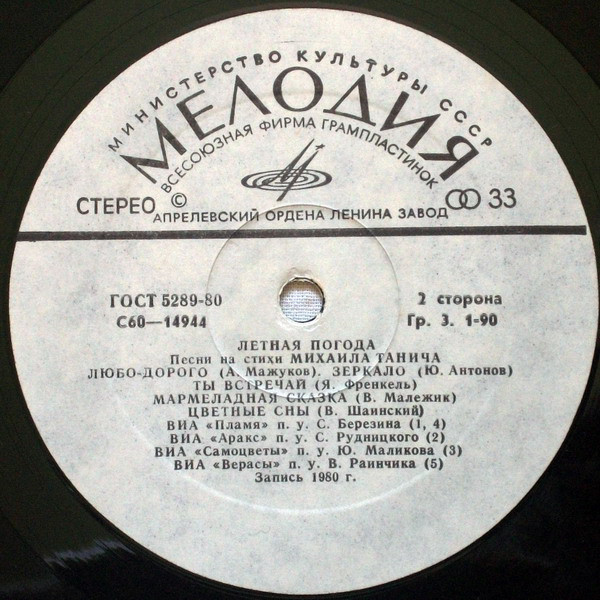 МИНИСТЕРСТВО КУЛЬТУРЫ СССР
МЕЛОДИЯ
ВСЕСОЮЗНАЯ ФИРМА ГРАМПЛАСТИНОК
СТЕРЕО © 33
АПРЕЛЕВСКИЙ ОРДЕНА ЛЕНИНА ЗАВОД
ГОСТ 5289-80 2 сторона
С60—14944 Гр. 3. 1-90
ЛЕТНАЯ ПОГОДА
Песни на стихи МИХАИЛА ТАНИЧА
ЛЮБО-ДОРОГО (А. Мажуков). ЗЕРКАЛО (Ю. Антонов)
ТЫ ВСТРЕЧАЙ (Я. Френкель)
МАРМЕЛАДНАЯ СКАЗКА (В. Малежик)
ЦВЕТНЫЕ СНЫ (В. Шаинский)
ВИА «Пламя» п. у. С. Березина (1, 4)
ВИА «Аракс» п. у. С. Рудницкого (2)
ВИА «Самоцветы» п. у. Ю. Маликова (3)
ВИА «Верасы» п. у. В. Раинчика (5)
Запись 1980 г.